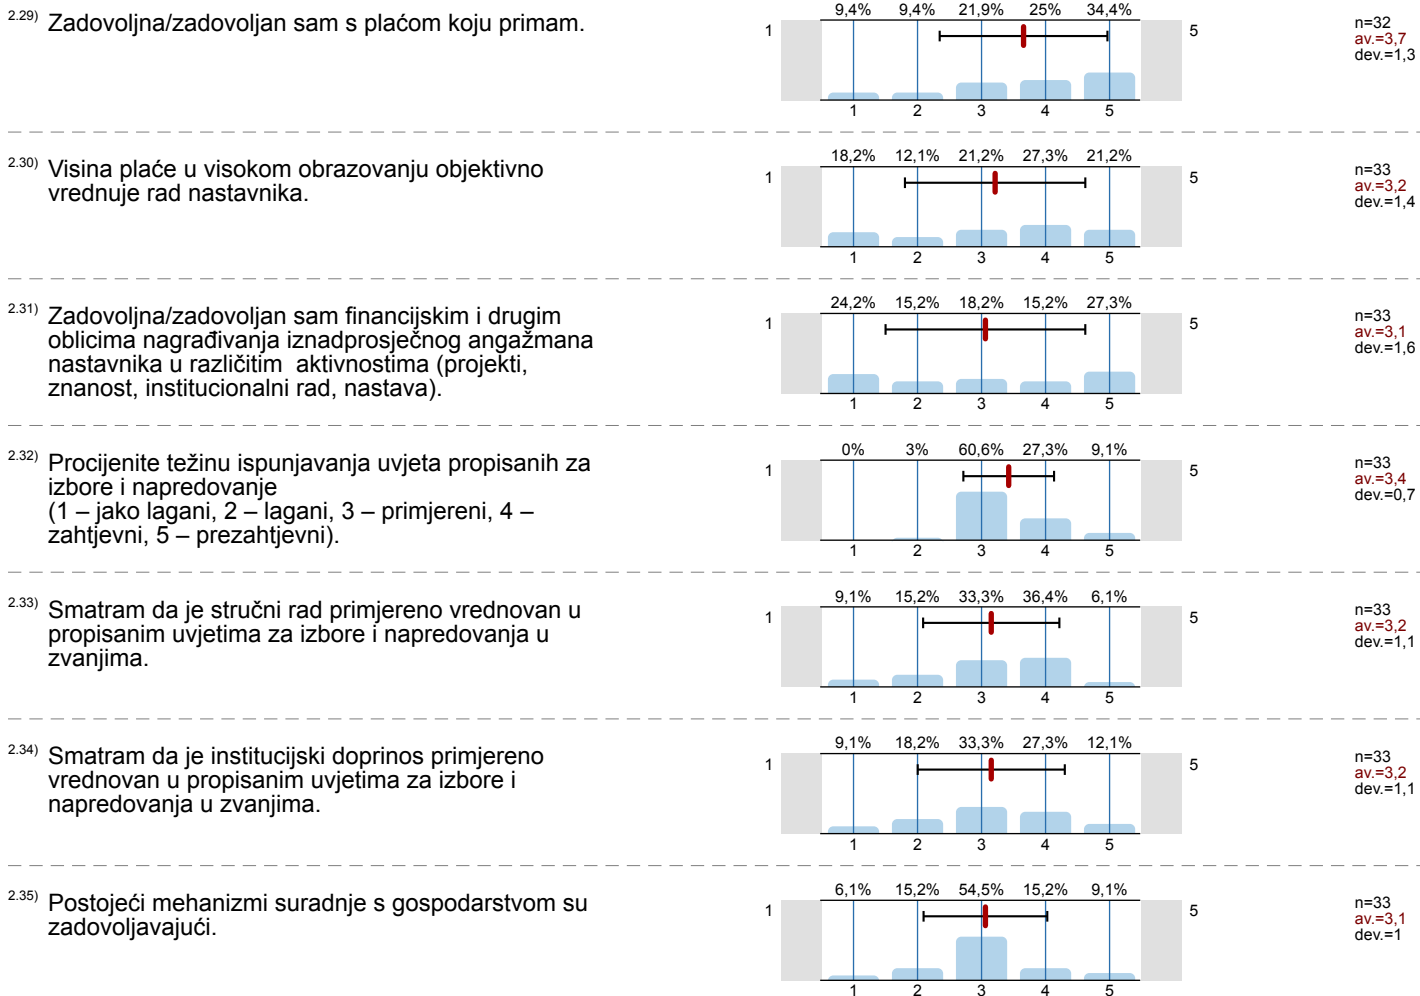 2.29) Zadovoljna/zadovoljan sam s plaćom koju primam.
9,4% 9,4% 21,9% 25% 34,4%
1 5
1 2 3 4 5
n=32
av.=3,7
dev.=1,3
2.30) Visina plaće u visokom obrazovanju objektivno
vrednuje rad nastavnika.
18,2% 12,1% 21,2% 27,3% 21,2%
1 5
1 2 3 4 5
n=33
av.=3,2
dev.=1,4
2.31) Zadovoljna/zadovoljan sam financijskim i drugim
oblicima nagrađivanja iznadprosječnog angažmana
nastavnika u različitim aktivnostima (projekti,
znanost, institucionalni rad, nastava).
24,2% 15,2% 18,2% 15,2% 27,3%
1 5
1 2 3 4 5
n=33
av.=3,1
dev.=1,6
2.32) Procijenite težinu ispunjavanja uvjeta propisanih za
izbore i napredovanje
(1 – jako lagani, 2 – lagani, 3 – primjereni, 4 –
zahtjevni, 5 – prezahtjevni).
0% 3% 60,6% 27,3% 9,1%
1 5
1 2 3 4 5
n=33
av.=3,4
dev.=0,7
2.33) Smatram da je stručni rad primjereno vrednovan u
propisanim uvjetima za izbore i napredovanja u
zvanjima.
9,1% 15,2% 33,3% 36,4% 6,1%
1 5
1 2 3 4 5
n=33
av.=3,2
dev.=1,1
2.34) Smatram da je institucijski doprinos primjereno
vrednovan u propisanim uvjetima za izbore i
napredovanja u zvanjima.
9,1% 18,2% 33,3% 27,3% 12,1%
1 5
1 2 3 4 5
n=33
av.=3,2
dev.=1,1
2.35) Postojeći mehanizmi suradnje s gospodarstvom su
zadovoljavajući.
6,1% 15,2% 54,5% 15,2% 9,1%
1 5
1 2 3 4 5
n=33
av.=3,1
dev.=1